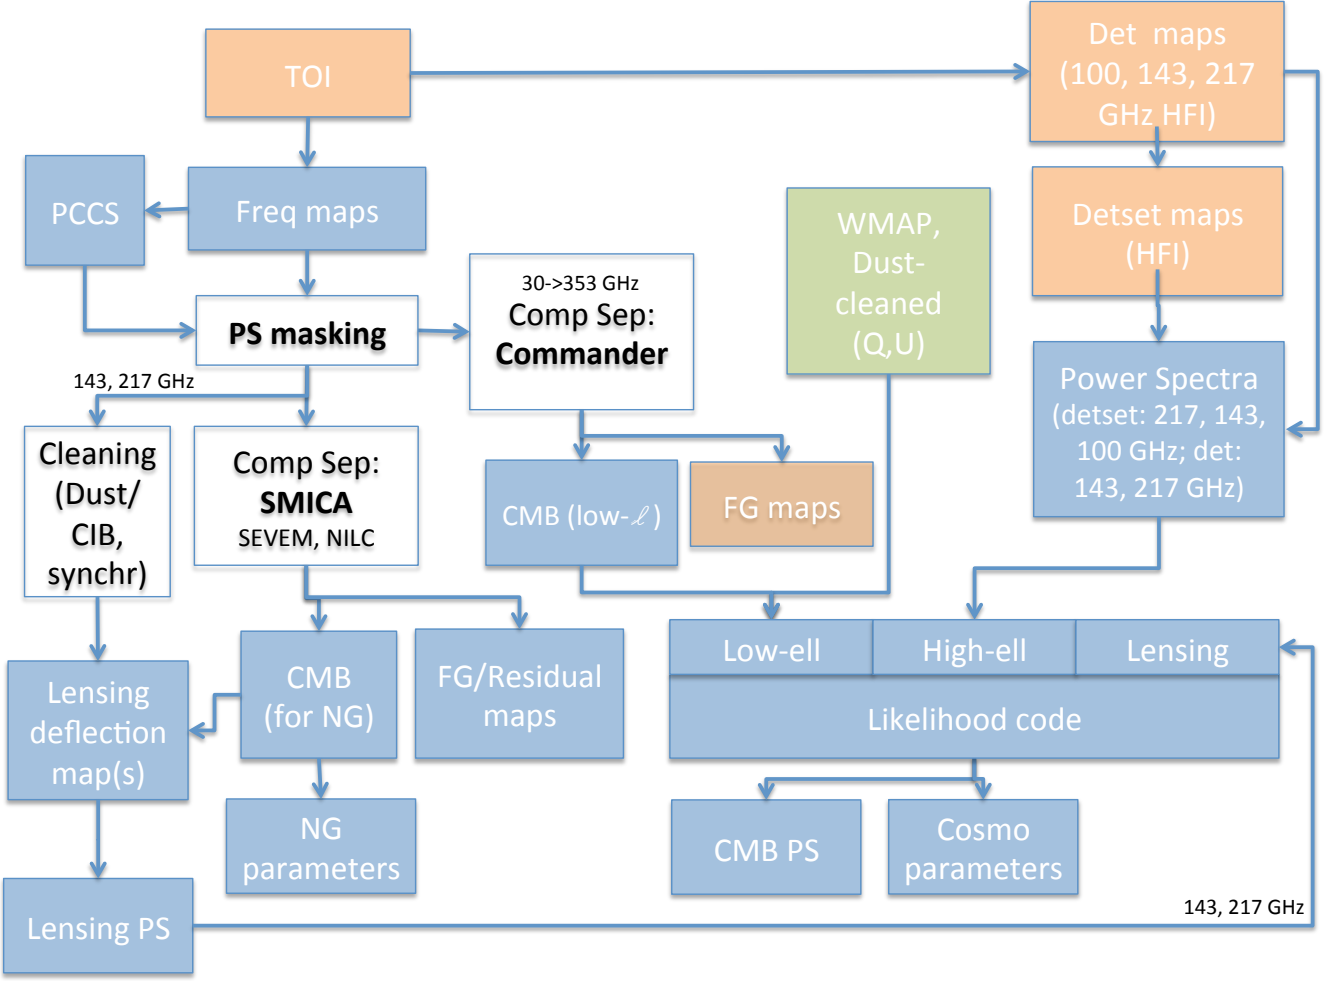 TOI
Det maps
(100, 143, 217
GHz HFI)
PCCS
Freq maps
WMAP,
Dust-
cleaned
(Q,U)
Detset maps
(HFI)
30->353 GHz
Comp Sep:
Commander
PS masking
143, 217 GHz
Power Spectra
(detset: 217, 143,
100 GHz; det:
143, 217 GHz)
Cleaning
(Dust/
CIB,
synchr)
Comp Sep:
SMICA
SEVEM, NILC
CMB (low-ℓ)
FG maps
Low-ell
High-ell
Lensing
Likelihood code
Lensing
deflection
map(s)
CMB
(for NG)
FG/Residual
maps
NG
parameters
CMB PS
Cosmo
parameters
Lensing PS
143, 217 GHz